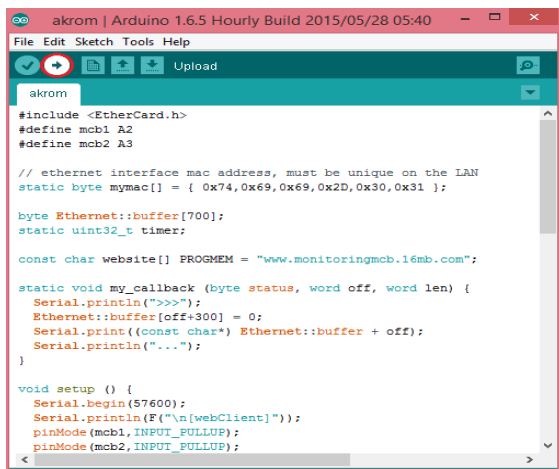 akrom | Arduino 1.6.5 Hourly Build 2015/05/28 05:40
File Edit Sketch Tools Help
Upload
akrom
#include <EtherCard.h>
#define mcb1 A2
#define mcb2 A3
// ethernet interface mac address, must be unique on the LAN
static byte mymac[] = { 0x74,0x69,0x69,0x2D,0x30,0x31 };
byte Ethernet::buffer[700];
static uint32_t timer;
const char website[] PROGMEM = "www.monitoringmcb.16mb.com";
static void my_callback (byte status, word off, word len) {
  Serial.println(">>>");
  Ethernet::buffer[off+300] = 0;
  Serial.print((const char*) Ethernet::buffer + off);
  Serial.println("...");
}
void setup () {
  Serial.begin(57600);
  Serial.println(F("\n[webClient]"));
  pinMode(mcb1,INPUT_PULLUP);
  pinMode(mcb2,INPUT_PULLUP);